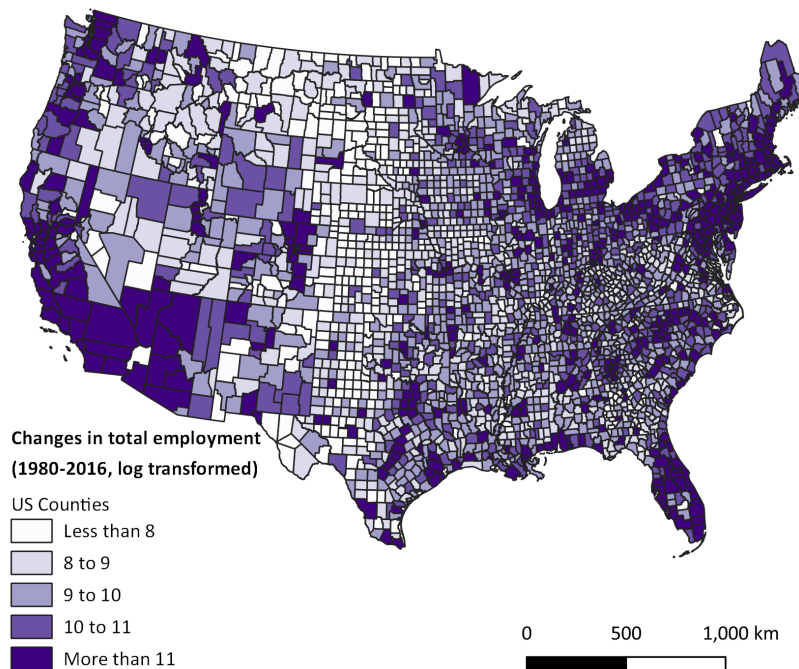 Changes in total employment
(1980-2016, log transformed)
US Counties
Less than 8
8 to 9
9 to 10
10 to 11
More than 11
0 500 1,000 km